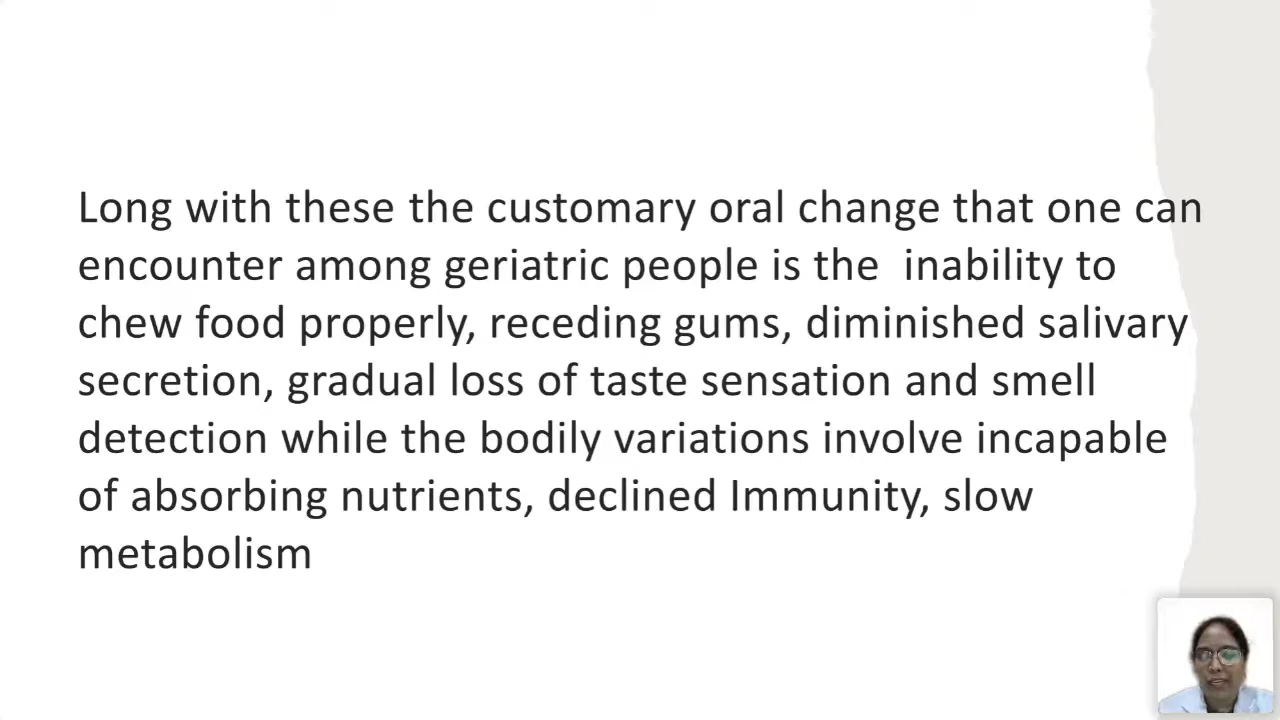 Long with these the customary oral change that one can
encounter among geriatric people is the  inability to
chew food properly, receding gums, diminished salivary
secretion, gradual loss of taste sensation and smell
detection while the bodily variations involve incapable
of absorbing nutrients, declined Immunity, slow
metabolism